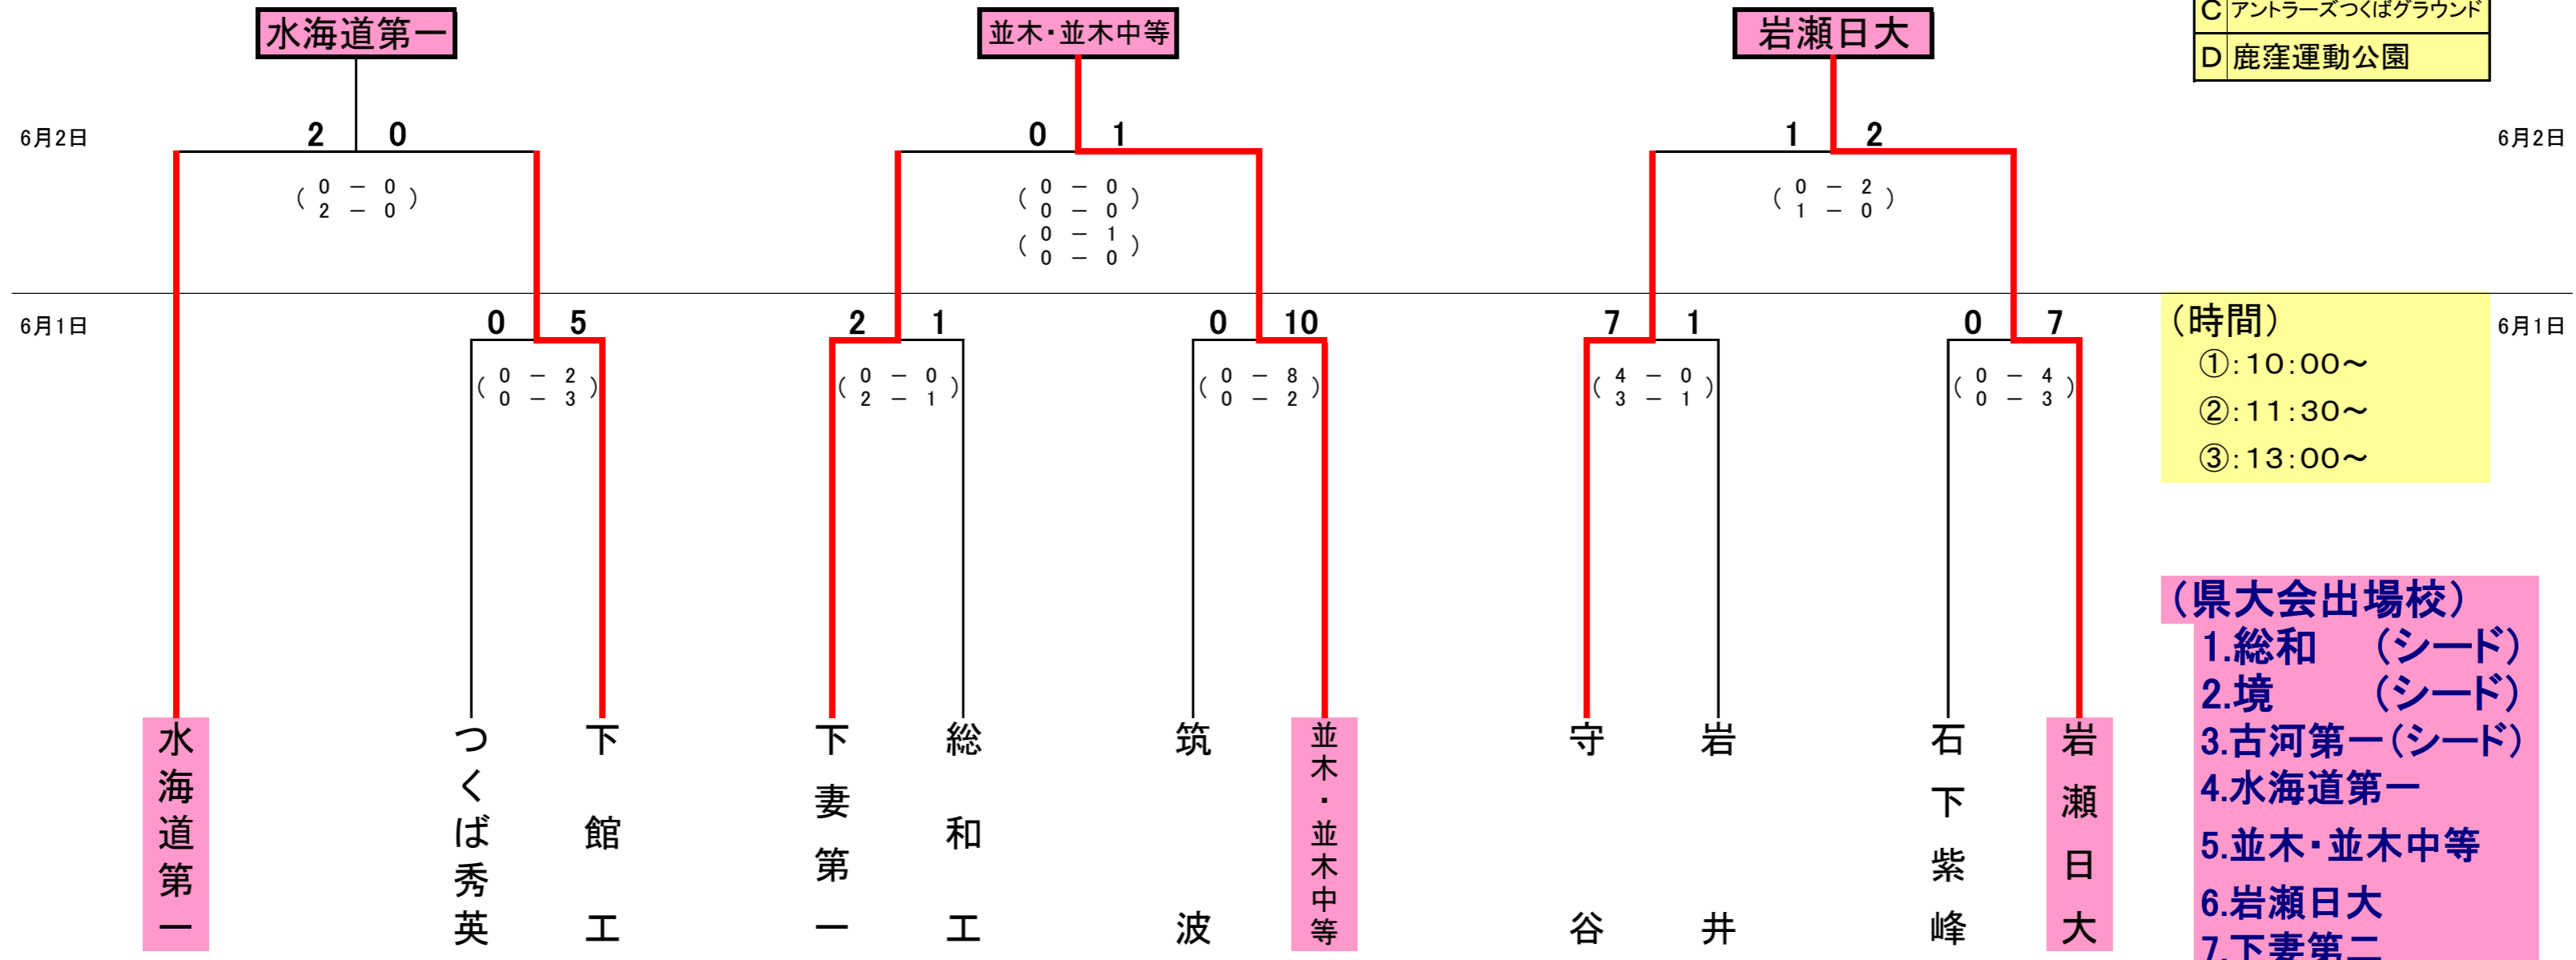 水海道第一
並木・並木中等
岩瀬日大
C アントラーズつくばグラウンド
D 鹿窪運動公園
6月2日
2 0
0 1
1 2
6月2日
( 0 － 0 )
2 － 0
( 0 － 0 )
0 － 0
( 0 － 1 )
0 － 0
( 0 － 2 )
1 － 0
6月1日
0 5
2 1
0 10
7 1
0 7
6月1日
( 0 － 2 )
0 － 3
( 0 － 0 )
2 － 1
( 0 － 8 )
0 － 2
( 4 － 0 )
3 － 1
( 0 － 4 )
0 － 3
（時間）
①：１０：００～
②：１１：３０～
③：１３：００～
水海道第一
つくば秀英
下館工
下妻第一
総和工
筑波
並木・並木中等
守谷
岩井
石下紫峰
岩瀬日大
（県大会出場校）
1.総和　（シード）
2.境　　（シード）
3.古河第一（シード）
4.水海道第一
5.並木・並木中等
6.岩瀬日大
7.下妻第二